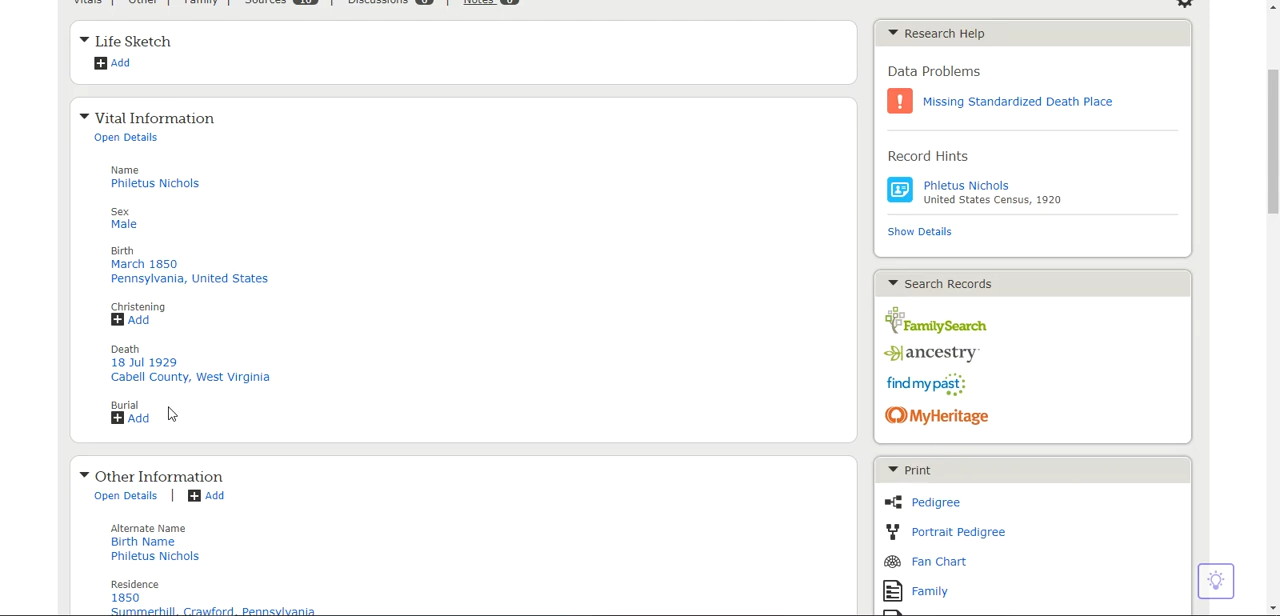 Vitals | Other | Family | Sources 10 | Discussions 0 | Notes 0
Life Sketch
Add
Vital Information
Open Details
Name
Philetus Nichols
Sex
Male
Birth
March 1850
Pennsylvania, United States
Christening
Add
Death
18 Jul 1929
Cabell County, West Virginia
Burial
Add
Other Information
Open Details | Add
Alternate Name
Birth Name
Philetus Nichols
Residence
1850
Summerhill, Crawford, Pennsylvania
Research Help
Data Problems
Missing Standardized Death Place
Record Hints
Phletus Nichols
United States Census, 1920
Show Details
Search Records
FamilySearch
ancestry
findmypast
MyHeritage
Print
Pedigree
Portrait Pedigree
Fan Chart
Family